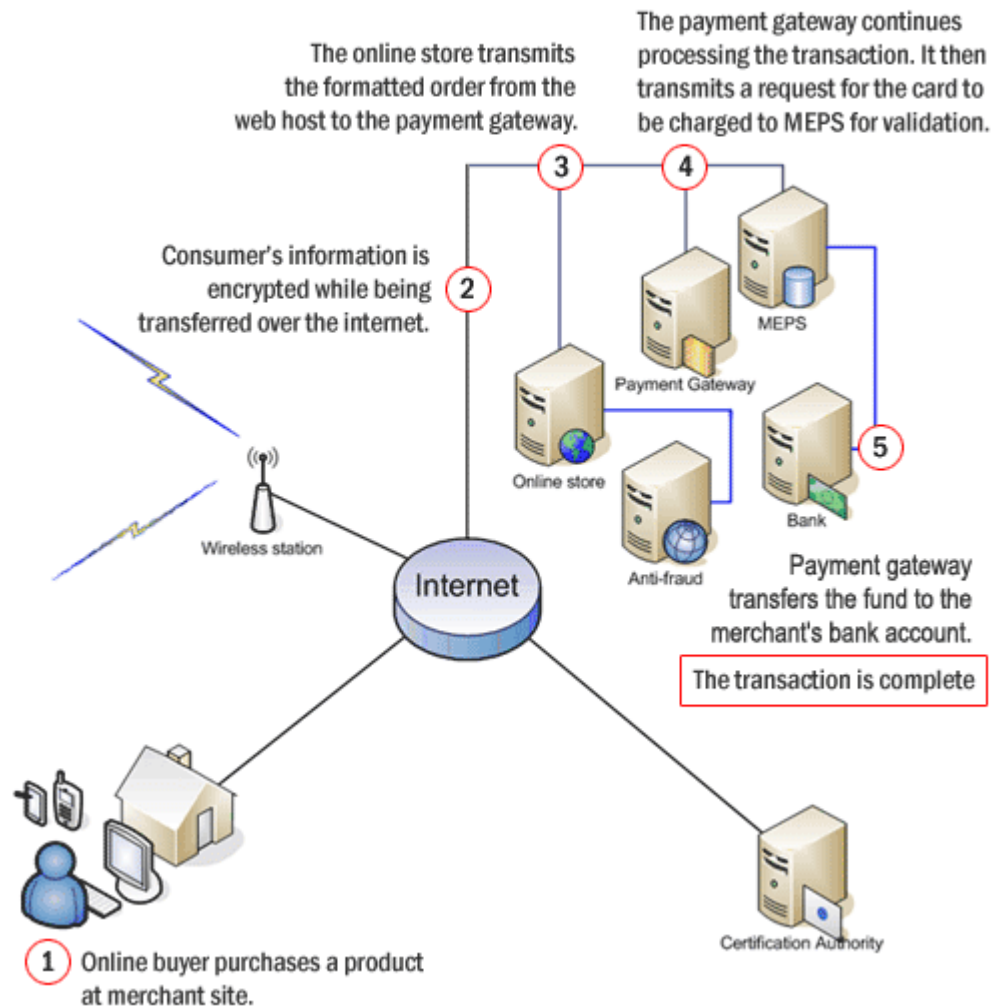 The online store transmits
the formatted order from the
web host to the payment gateway.
The payment gateway continues
processing the transaction. It then
transmits a request for the card to
be charged to MEPS for validation.
3
4
Consumer's information is
encrypted while being
transferred over the internet.
2
MEPS
Payment Gateway
5
Online store
Bank
Wireless station
Anti-fraud
Internet
Payment gateway
transfers the fund to the
merchant's bank account.
The transaction is complete
Certification Authority
1 Online buyer purchases a product
at merchant site.